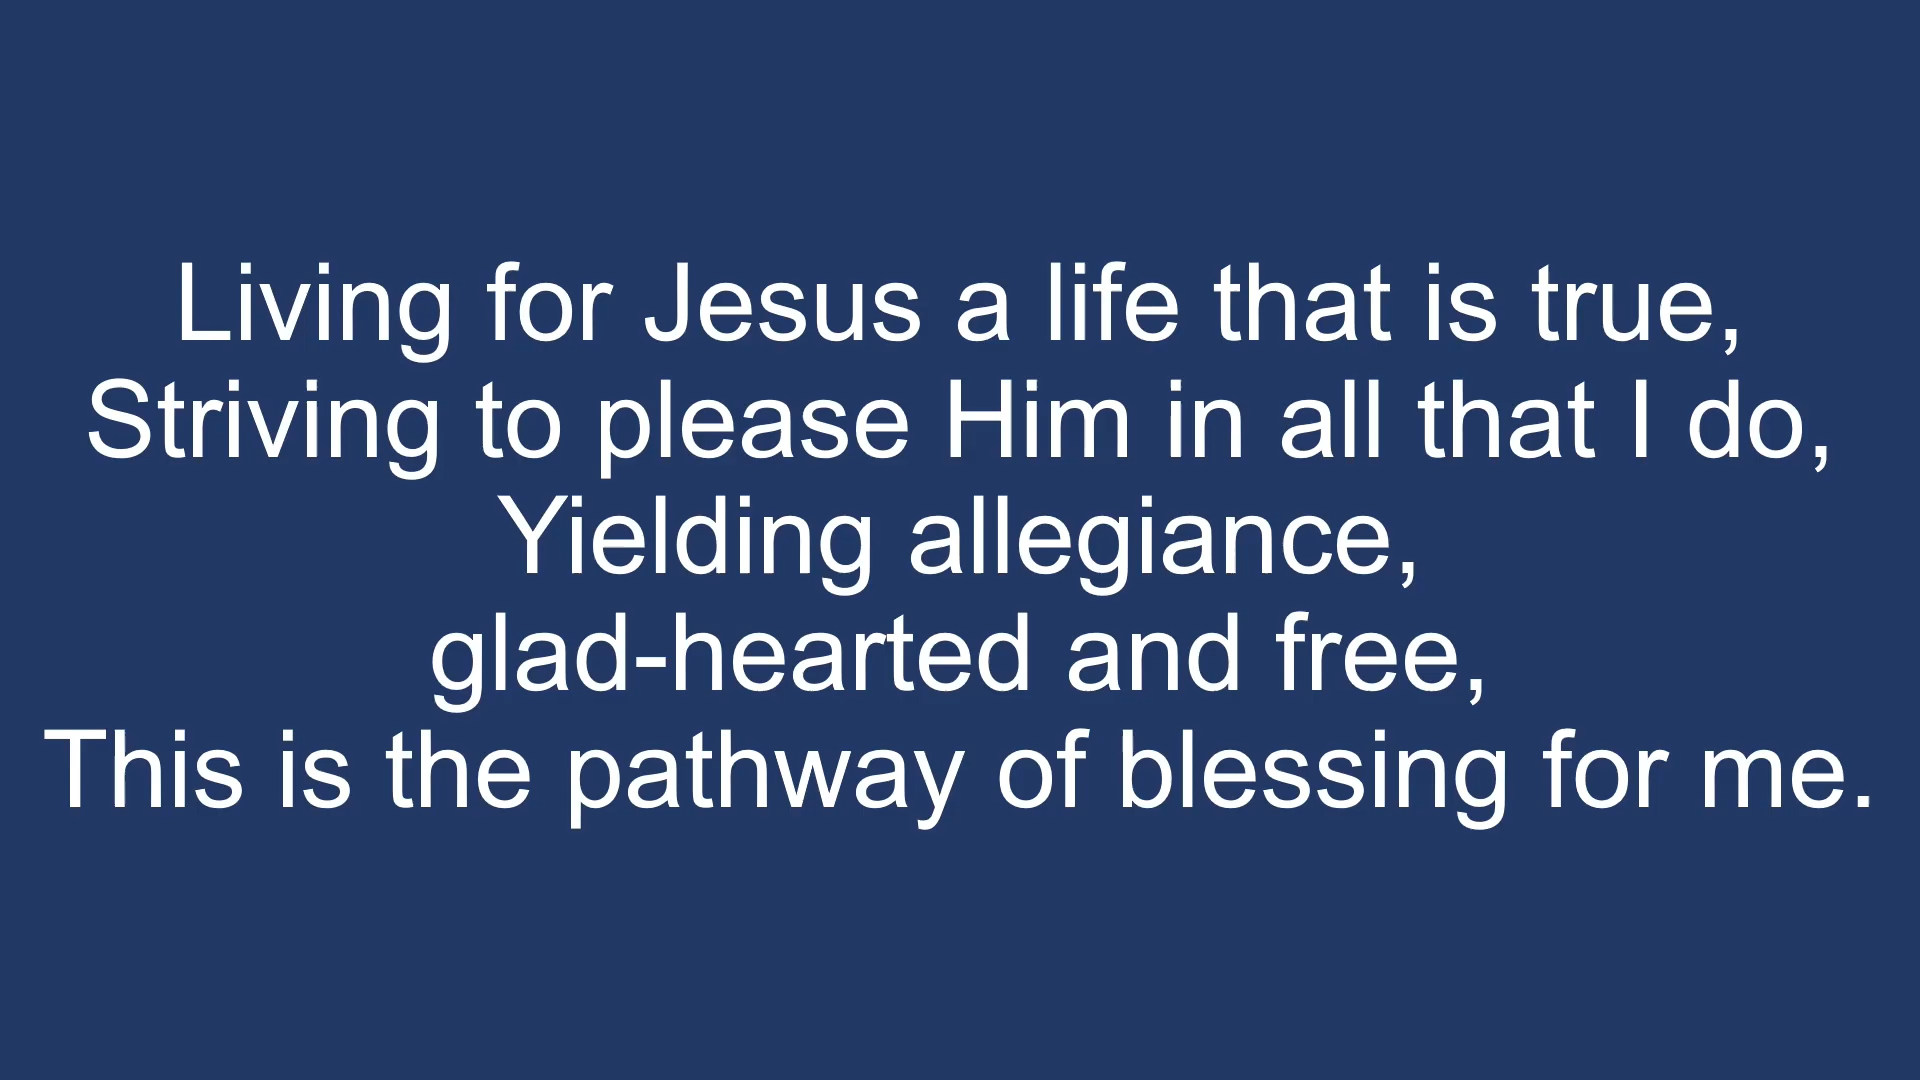 Living for Jesus a life that is true,
Striving to please Him in all that I do,
Yielding allegiance,
glad-hearted and free,
This is the pathway of blessing for me.